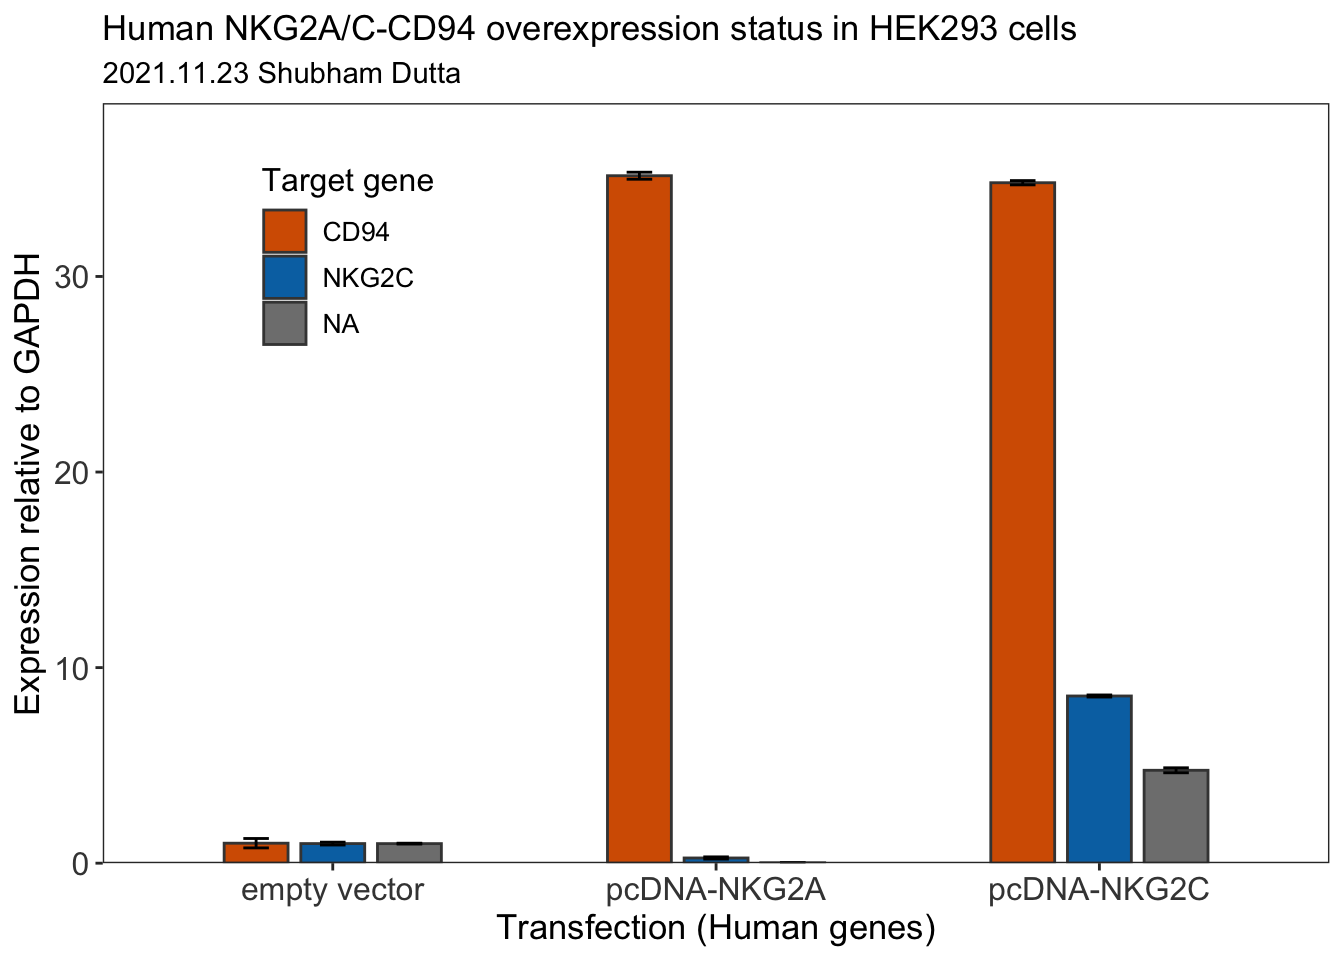 Human NKG2A/C-CD94 overexpression status in HEK293 cells
2021.11.23 Shubham Dutta
Target gene
CD94
NKG2C
NA
Expression relative to GAPDH
30
20
10
0
empty vector
pcDNA-NKG2A
pcDNA-NKG2C
Transfection (Human genes)